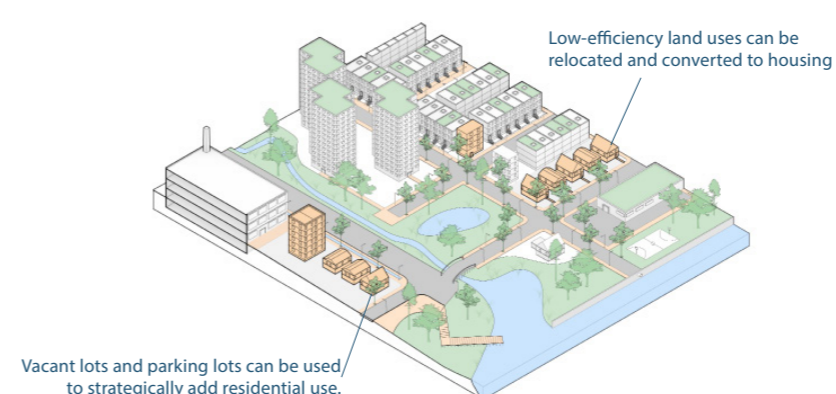 Low-efficiency land uses can be
relocated and converted to housing
Vacant lots and parking lots can be used
to strategically add residential use.